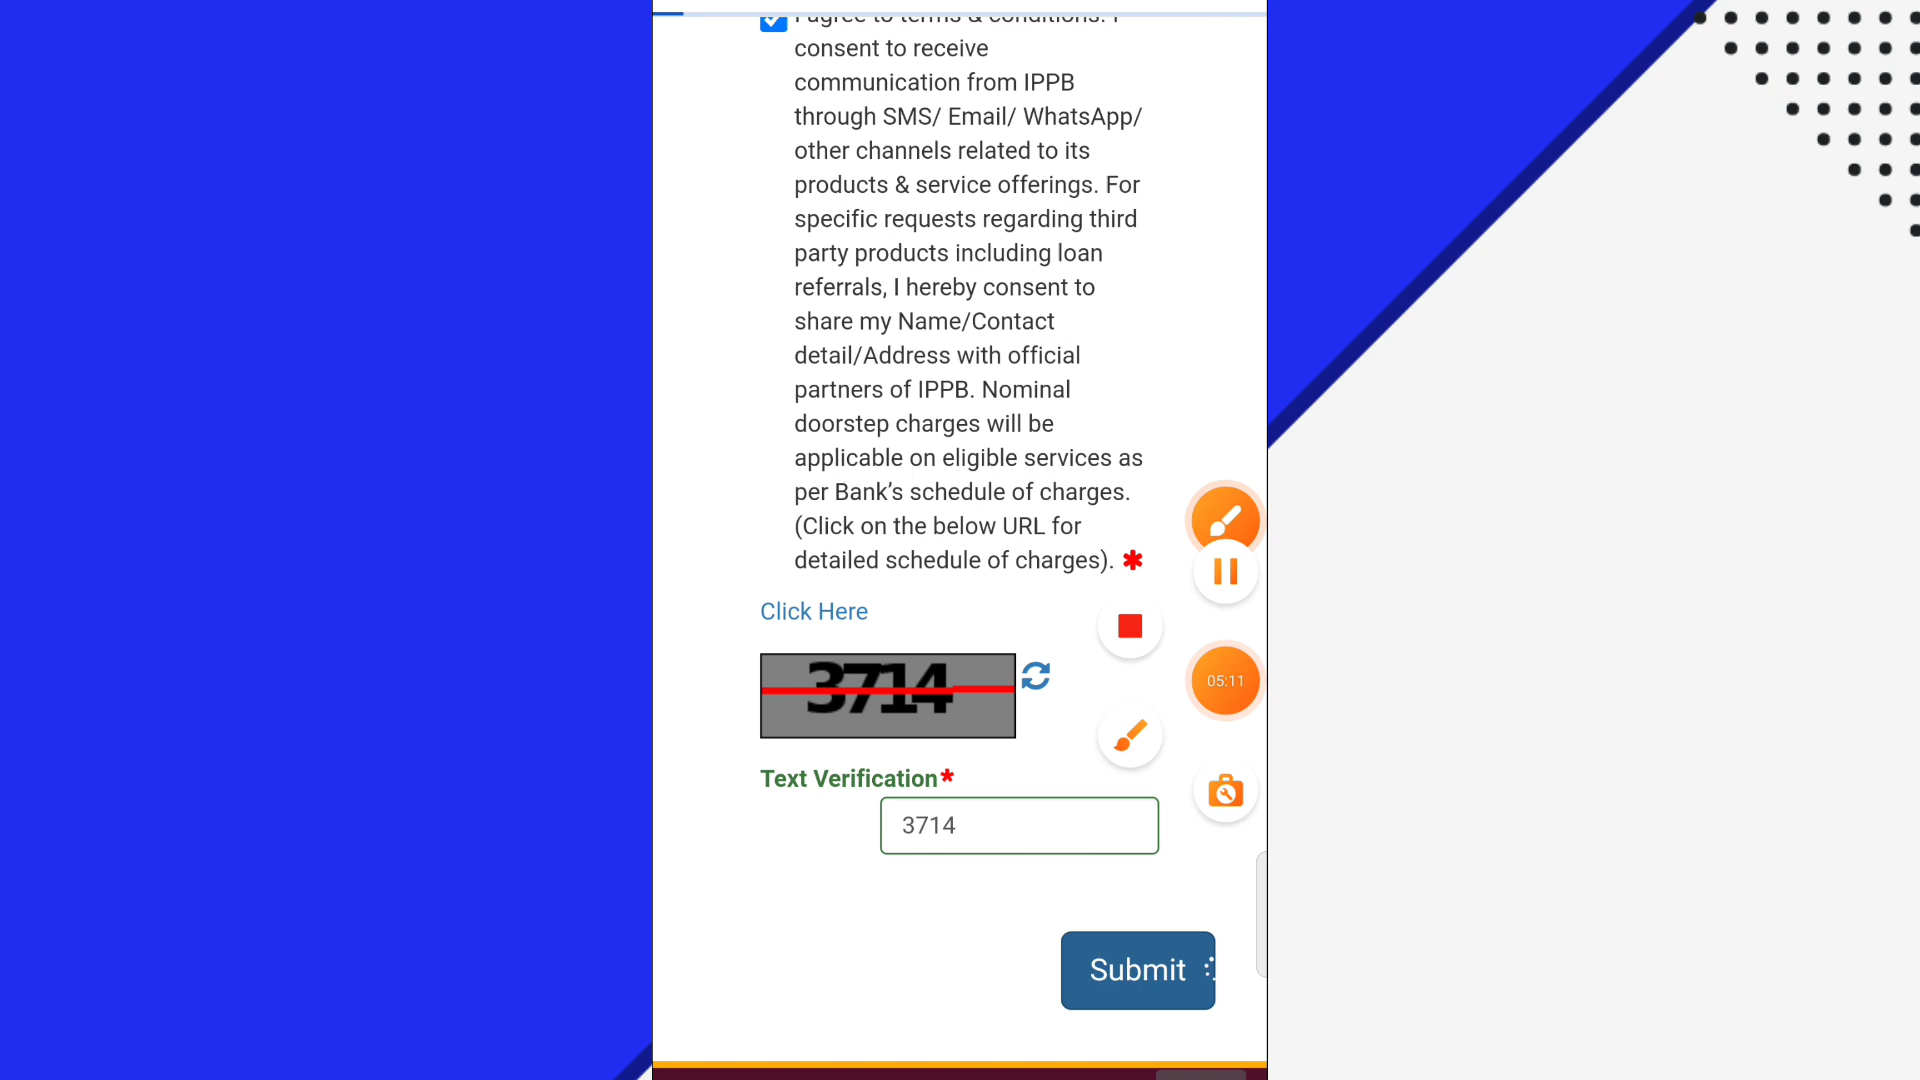 I agree to terms & conditions. I
consent to receive
communication from IPPB
through SMS/ Email/ WhatsApp/
other channels related to its
products & service offerings. For
specific requests regarding third
party products including loan
referrals, I hereby consent to
share my Name/Contact
detail/Address with official
partners of IPPB. Nominal
doorstep charges will be
applicable on eligible services as
per Bank’s schedule of charges.
(Click on the below URL for
detailed schedule of charges). *
Click Here
3714
05:11
Text Verification*
3714
Submit